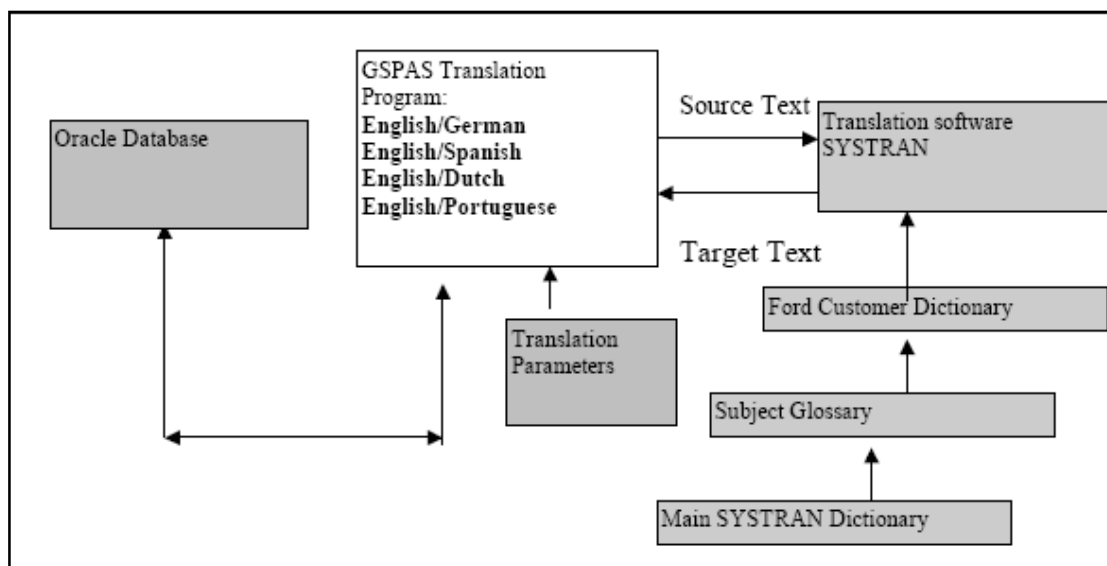 Oracle Database
GSPAS Translation
Program:
English/German
English/Spanish
English/Dutch
English/Portuguese
Source Text
Target Text
Translation software
SYSTRAN
Translation
Parameters
Ford Customer Dictionary
Subject Glossary
Main SYSTRAN Dictionary